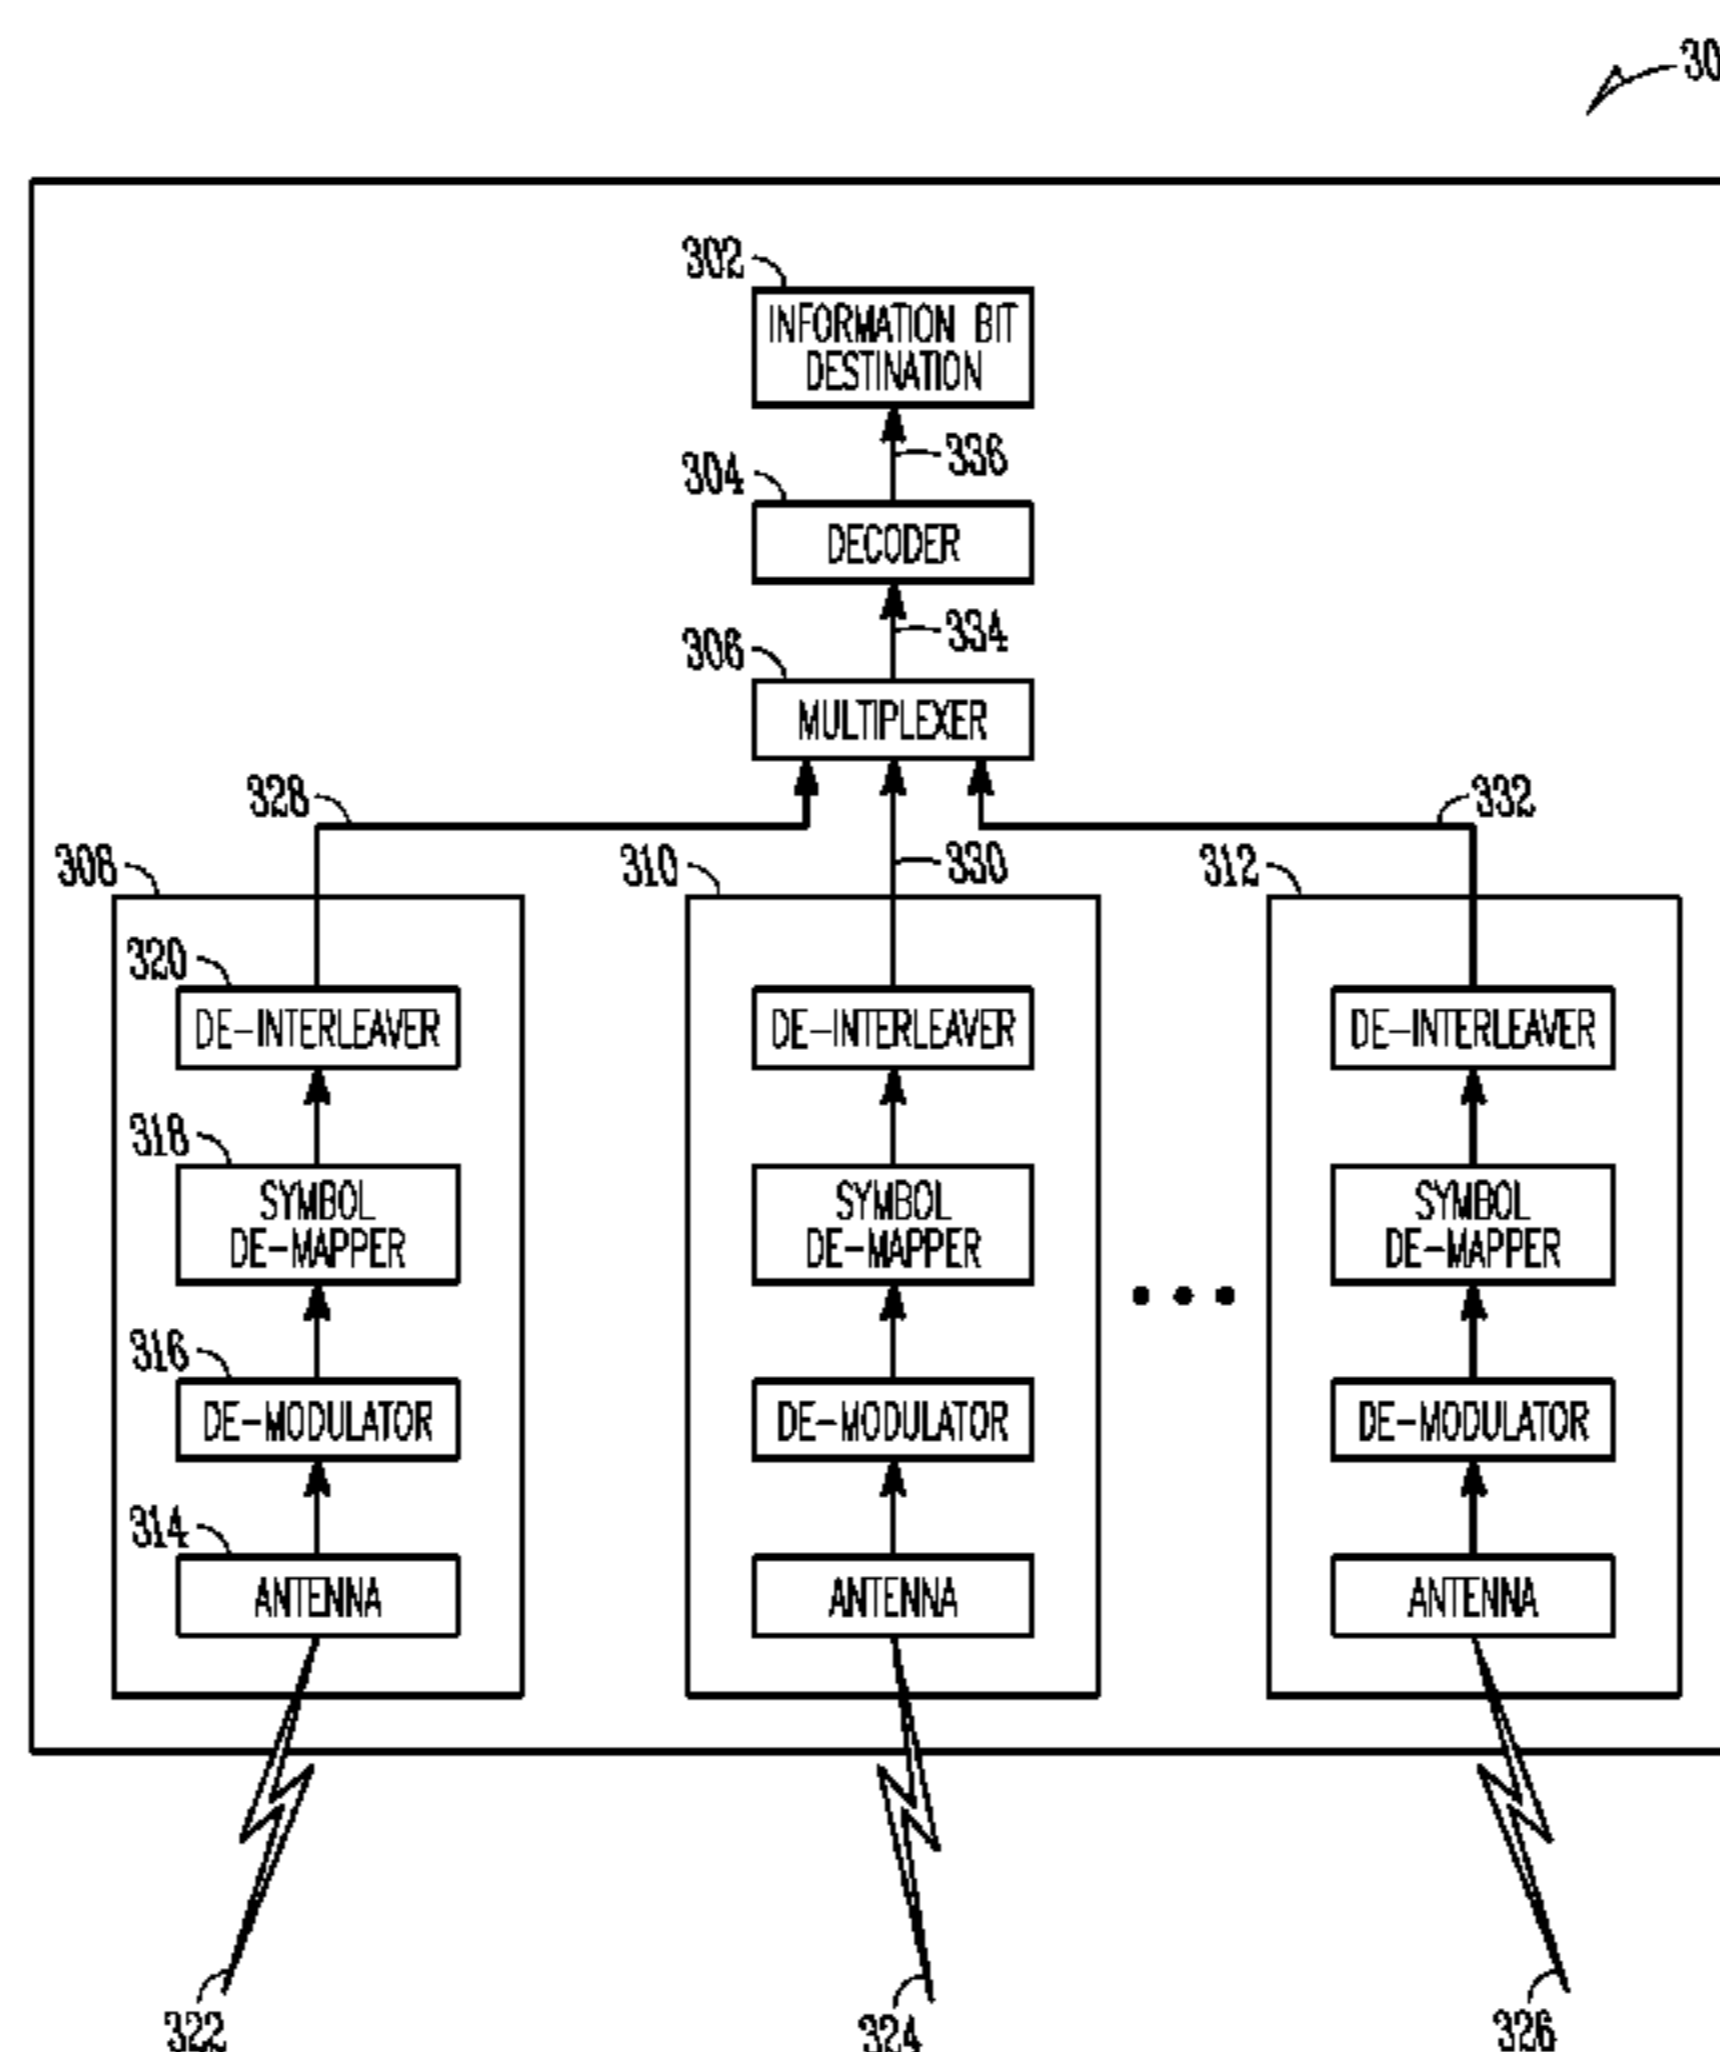 30
302
INFORMATION BIT
DESTINATION
336
304
DECODER
334
306
MULTIPLEXER
328
332
308
310
330
312
320
DE-INTERLEAVER
DE-INTERLEAVER
DE-INTERLEAVER
318
SYMBOL
DE-MAPPER
SYMBOL
DE-MAPPER
SYMBOL
DE-MAPPER
316
DE-MODULATOR
DE-MODULATOR
DE-MODULATOR
314
ANTENNA
ANTENNA
ANTENNA
322
324
326